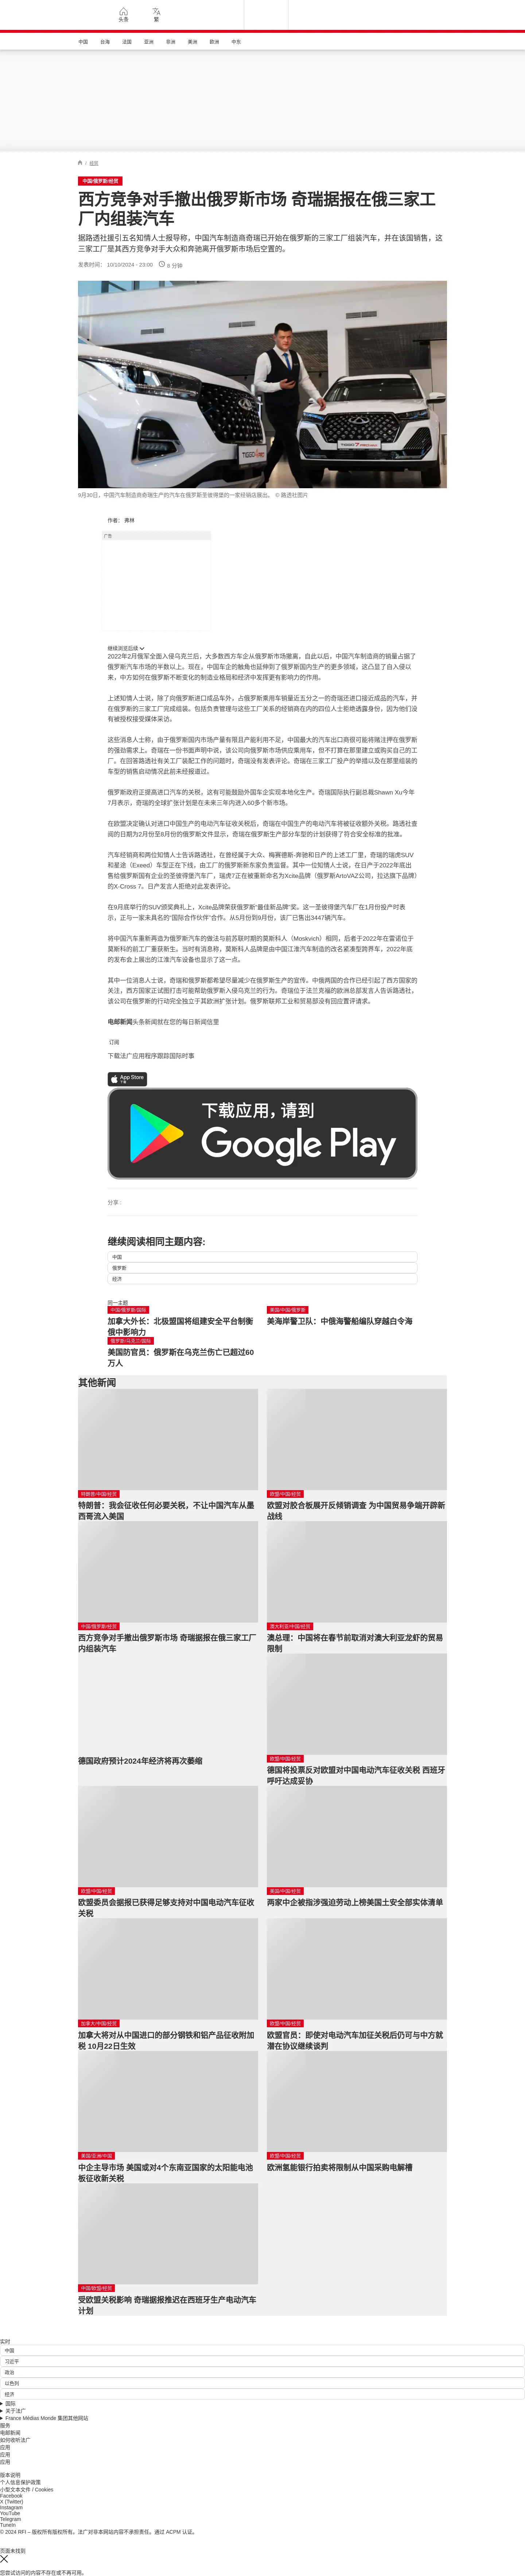 头条
繁
中国
台海
法国
亚洲
非洲
美洲
欧洲
中东
/ 经贸
中国/俄罗斯/经贸
西方竞争对手撤出俄罗斯市场 奇瑞据报在俄三家工
厂内组装汽车
据路透社援引五名知情人士报导称，中国汽车制造商奇瑞已开始在俄罗斯的三家工厂组装汽车，并在该国销售，这
三家工厂是其西方竞争对手大众和奔驰离开俄罗斯市场后空置的。
发表时间： 10/10/2024 - 23:00
6 分钟
TIGGO 4 PRO
TIGGO 7 PRO MAX
9月30日，中国汽车制造商奇瑞生产的汽车在俄罗斯圣彼得堡的一家经销店展出。 © 路透社图片
作者： 弗林
广告
继续浏览后续
2022年2月俄军全面入侵乌克兰后，大多数西方车企从俄罗斯市场撤离，自此以后，中国汽车制造商的销量占据了
俄罗斯汽车市场的半数以上。现在，中国车企的触角也延伸到了俄罗斯国内生产的更多领域，这凸显了自入侵以
来，中方如何在俄罗斯不断变化的制造业格局和经济中发挥更有影响力的作用。
上述知情人士说，除了向俄罗斯进口成品车外，占俄罗斯乘用车销量近五分之一的奇瑞还进口接近成品的汽车，并
在俄罗斯的三家工厂完成组装。包括负责管理与这些工厂关系的经销商在内的四位人士拒绝透露身份，因为他们没
有被授权接受媒体采访。
这些消息人士称，由于俄罗斯国内市场产量有限且产能利用不足，中国最大的汽车出口商很可能将赌注押在俄罗斯
的强劲需求上。奇瑞在一份书面声明中说，该公司向俄罗斯市场供应乘用车，但不打算在那里建立或购买自己的工
厂。在回答路透社有关工厂装配工作的问题时，奇瑞没有发表评论。奇瑞在三家工厂投产的举措以及在那里组装的
车型的销售启动情况此前未经报道过。
俄罗斯政府正提高进口汽车的关税，这有可能鼓励外国车企实现本地化生产。奇瑞国际执行副总裁Shawn Xu今年
7月表示，奇瑞的全球扩张计划是在未来三年内进入60多个新市场。
在欧盟决定确认对进口中国生产的电动汽车征收关税后，奇瑞在中国生产的电动汽车将被征收额外关税。路透社查
阅的日期为2月份至8月份的俄罗斯文件显示，奇瑞在俄罗斯生产部分车型的计划获得了符合安全标准的批准。
汽车经销商和两位知情人士告诉路透社，在曾经属于大众、梅赛德斯-奔驰和日产的上述工厂里，奇瑞的瑞虎SUV
和星途（Exeed）车型正在下线，由工厂的俄罗斯新东家负责监督。其中一位知情人士说，在日产于2022年底出
售给俄罗斯国有企业的圣彼得堡汽车厂，瑞虎7正在被重新命名为Xcite品牌（俄罗斯ArtoVAZ公司，拉达旗下品牌）
的X-Cross 7。日产发言人拒绝对此发表评论。
在9月底举行的SUV颁奖典礼上，Xcite品牌荣获俄罗斯“最佳新品牌”奖。这一圣彼得堡汽车厂在1月份投产时表
示，正与一家未具名的“国际合作伙伴”合作。从5月份到9月份，该厂已售出3447辆汽车。
将中国汽车重新再造为俄罗斯汽车的做法与前苏联时期的莫斯科人（Moskvich）相同，后者于2022年在雷诺位于
莫斯科的前工厂重获新生。当时有消息称，莫斯科人品牌是由中国江淮汽车制造的改名紧凑型跨界车，2022年底
的发布会上展出的江淮汽车设备也显示了这一点。
其中一位消息人士说，奇瑞和俄罗斯都希望尽量减少在俄罗斯生产的宣传。中俄两国的合作已经引起了西方国家的
关注，西方国家正试图打击可能帮助俄罗斯入侵乌克兰的行为。奇瑞位于法兰克福的欧洲总部发言人告诉路透社，
该公司在俄罗斯的行动完全独立于其欧洲扩张计划。俄罗斯联邦工业和贸易部没有回应置评请求。
电邮新闻头条新闻就在您的每日新闻信里
订阅
下载法广应用程序跟踪国际时事
App Store
下载应用，请到
Google Play
分享 :
继续阅读相同主题内容:
中国
俄罗斯
经济
同一主题
中国/俄罗斯/国际
加拿大外长：北极盟国将组建安全平台制衡
俄中影响力
美国/中国/俄罗斯
美海岸警卫队：中俄海警船编队穿越白令海
俄罗斯/乌克兰/国际
美国防官员：俄罗斯在乌克兰伤亡已超过60
万人
其他新闻
特朗普/中国/经贸
特朗普：我会征收任何必要关税，不让中国汽车从墨
西哥流入美国
欧盟/中国/经贸
欧盟对胶合板展开反倾销调查 为中国贸易争端开辟新
战线
中国/俄罗斯/经贸
西方竞争对手撤出俄罗斯市场 奇瑞据报在俄三家工厂
内组装汽车
澳大利亚/中国/经贸
澳总理：中国将在春节前取消对澳大利亚龙虾的贸易
限制
德国政府预计2024年经济将再次萎缩
欧盟/中国/经贸
德国将投票反对欧盟对中国电动汽车征收关税 西班牙
呼吁达成妥协
欧盟/中国/经贸
欧盟委员会据报已获得足够支持对中国电动汽车征收
关税
美国/中国/经贸
两家中企被指涉强迫劳动上榜美国土安全部实体清单
加拿大/中国/经贸
加拿大将对从中国进口的部分钢铁和铝产品征收附加
税 10月22日生效
欧盟/中国/经贸
欧盟官员：即使对电动汽车加征关税后仍可与中方就
潜在协议继续谈判
美国/亚洲/中国
中企主导市场 美国或对4个东南亚国家的太阳能电池
板征收新关税
欧盟/中国/经贸
欧洲氢能银行拍卖将限制从中国采购电解槽
中国/欧盟/经贸
受欧盟关税影响 奇瑞据报推迟在西班牙生产电动汽车
计划
实时
中国
习近平
政治
以色列
经济
国际
关于法广
France Médias Monde 集团其他网站
服务
电邮新闻
如何收听法广
应用
应用
应用
版本说明
个人信息保护政策
小型文本文件 / Cookies
Facebook
X (Twitter)
Instagram
YouTube
Telegram
TuneIn
© 2024 RFI – 版权所有版权所有。法广对非本网站内容不承担责任。通过 ACPM 认证。
页面未找到
您尝试访问的内容不存在或不再可用。